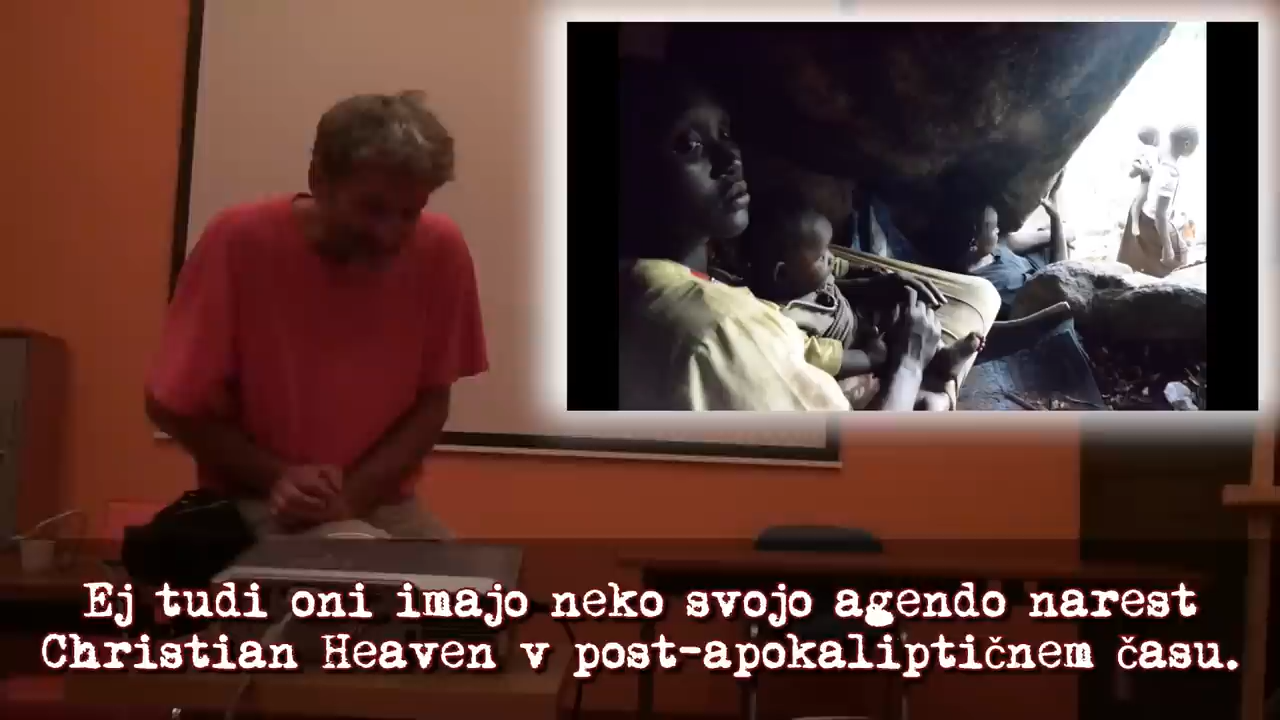 Ej tudi oni imajo neko svojo agendo narest
Christian Heaven v post-apokaliptičnem času.